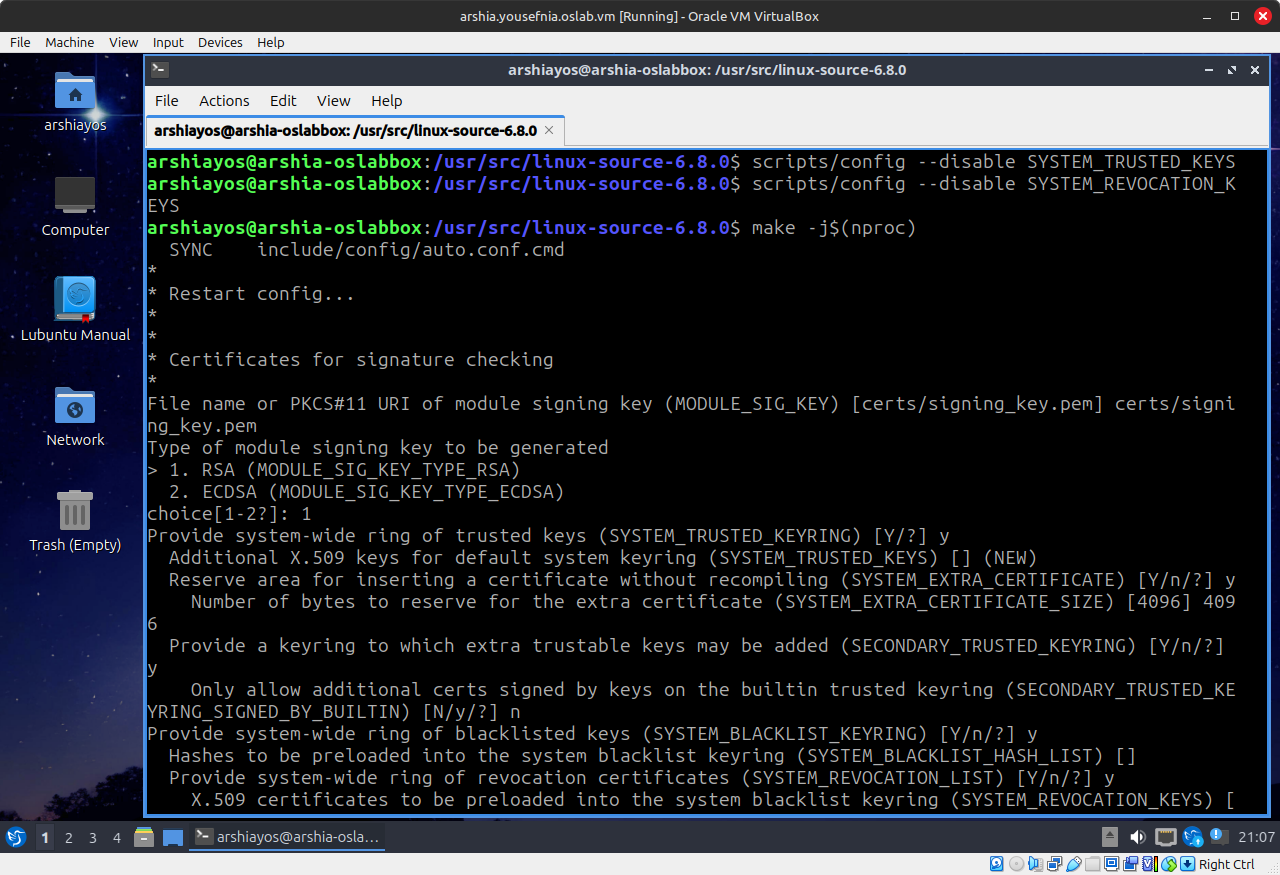 arshia.yousefnia.oslab.vm [Running] - Oracle VM VirtualBox
File Machine View Input Devices Help
arshiayos@arshia-oslabbox: /usr/src/linux-source-6.8.0
File Actions Edit View Help
arshiayos@arshia-oslabbox: /usr/src/linux-source-6.8.0
arshiayos
Computer
Lubuntu Manual
Network
Trash (Empty)
arshiayos@arshia-oslabbox:/usr/src/linux-source-6.8.0$ scripts/config --disable SYSTEM_TRUSTED_KEYS
arshiayos@arshia-oslabbox:/usr/src/linux-source-6.8.0$ scripts/config --disable SYSTEM_REVOCATION_K
EYS
arshiayos@arshia-oslabbox:/usr/src/linux-source-6.8.0$ make -j$(nproc)
  SYNC    include/config/auto.conf.cmd
*
* Restart config...
*
*
* Certificates for signature checking
*
File name or PKCS#11 URI of module signing key (MODULE_SIG_KEY) [certs/signing_key.pem] certs/signi
ng_key.pem
Type of module signing key to be generated
> 1. RSA (MODULE_SIG_KEY_TYPE_RSA)
  2. ECDSA (MODULE_SIG_KEY_TYPE_ECDSA)
choice[1-2?]: 1
Provide system-wide ring of trusted keys (SYSTEM_TRUSTED_KEYRING) [Y/?] y
  Additional X.509 keys for default system keyring (SYSTEM_TRUSTED_KEYS) [] (NEW)
  Reserve area for inserting a certificate without recompiling (SYSTEM_EXTRA_CERTIFICATE) [Y/n/?] y
    Number of bytes to reserve for the extra certificate (SYSTEM_EXTRA_CERTIFICATE_SIZE) [4096] 409
6
  Provide a keyring to which extra trustable keys may be added (SECONDARY_TRUSTED_KEYRING) [Y/n/?]
y
    Only allow additional certs signed by keys on the builtin trusted keyring (SECONDARY_TRUSTED_KE
YRING_SIGNED_BY_BUILTIN) [N/y/?] n
Provide system-wide ring of blacklisted keys (SYSTEM_BLACKLIST_KEYRING) [Y/n/?] y
  Hashes to be preloaded into the system blacklist keyring (SYSTEM_BLACKLIST_HASH_LIST) []
  Provide system-wide ring of revocation certificates (SYSTEM_REVOCATION_LIST) [Y/n/?] y
    X.509 certificates to be preloaded into the system blacklist keyring (SYSTEM_REVOCATION_KEYS) [
1 2 3 4 arshiayos@arshia-osla... 21:07
Right Ctrl